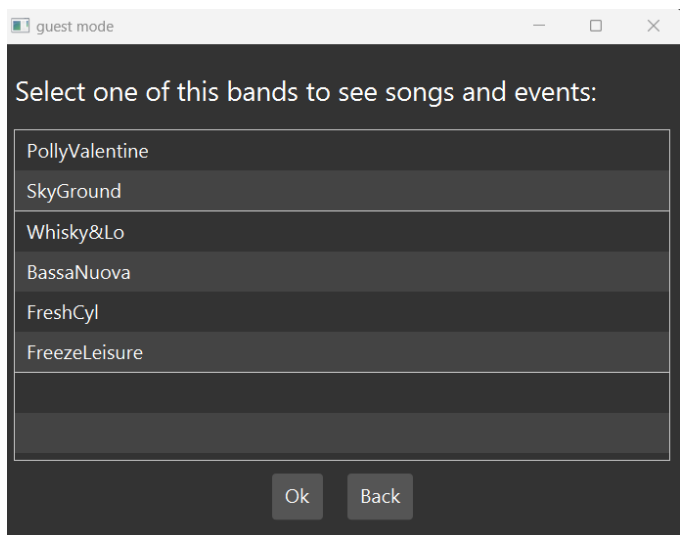 guest mode
Select one of this bands to see songs and events:
PollyValentine
SkyGround
Whisky&Lo
BassaNuova
FreshCyl
FreezeLeisure
Ok
Back